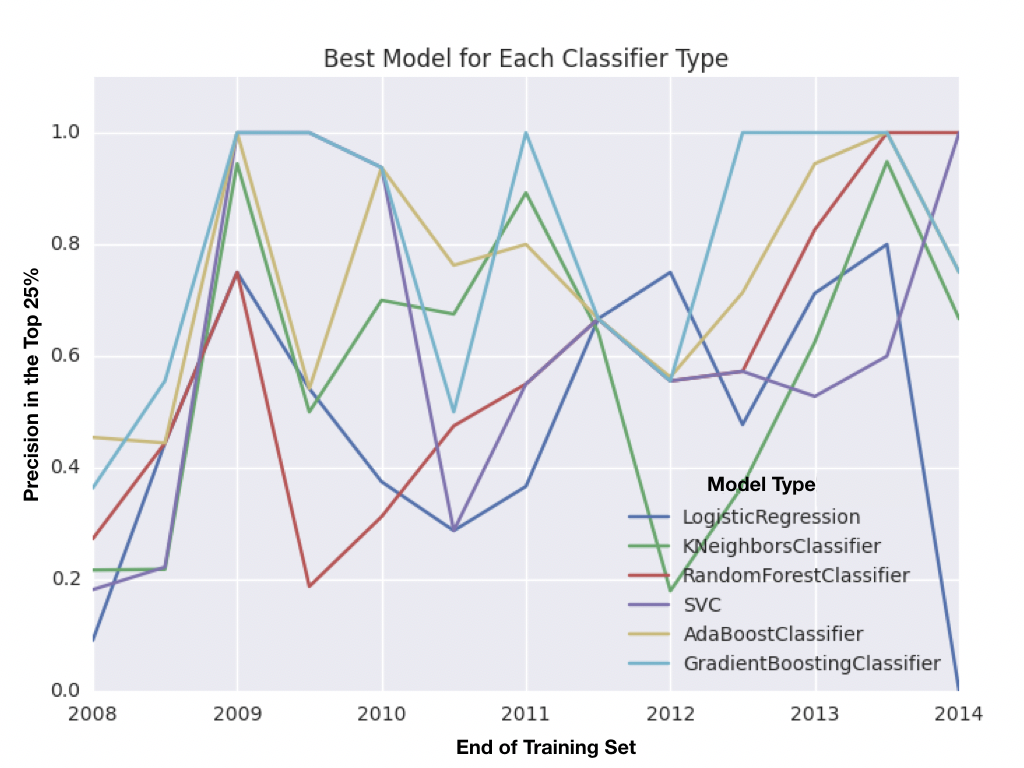 Best Model for Each Classifier Type
1.0
0.8
0.6
0.4
0.2
0.0
Precision in the Top 25%
Model Type
LogisticRegression
KNeighborsClassifier
RandomForestClassifier
SVC
AdaBoostClassifier
GradientBoostingClassifier
2008 2009 2010 2011 2012 2013 2014
End of Training Set